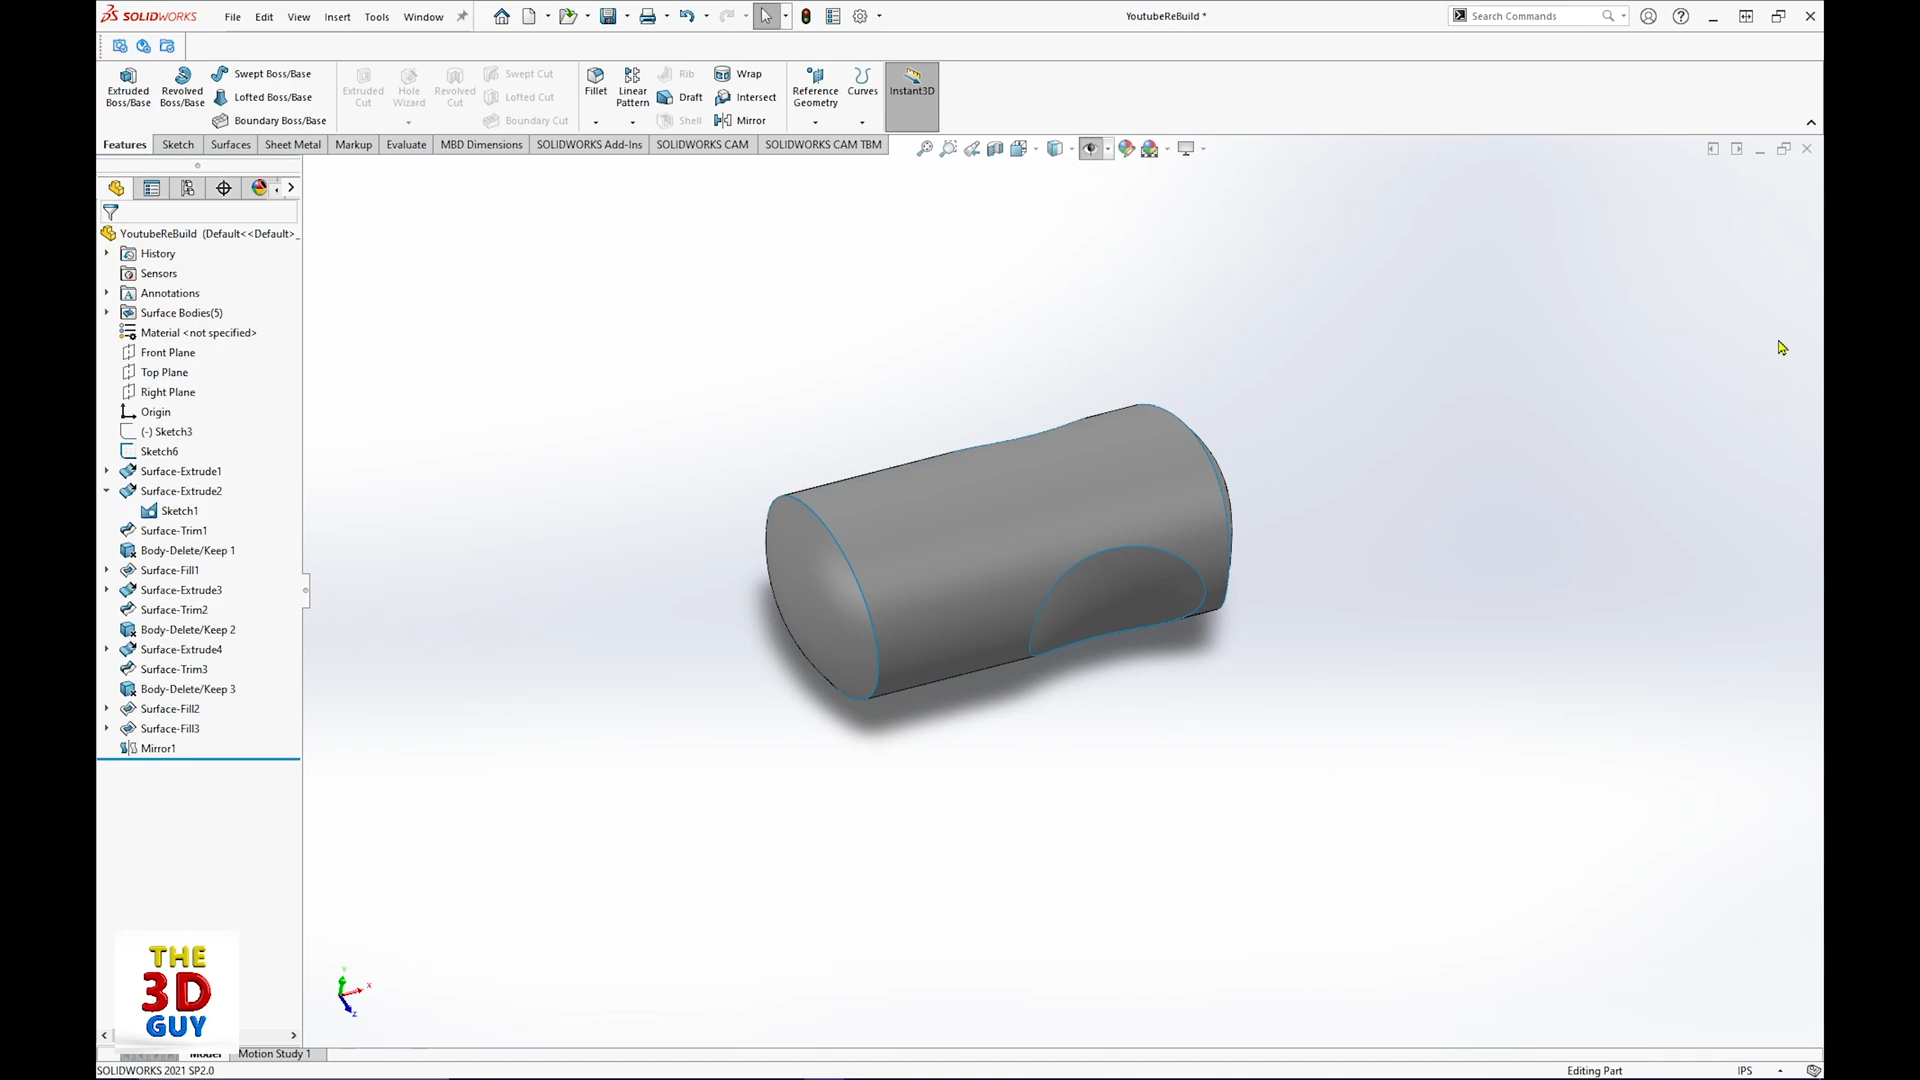 SOLIDWORKS File Edit View Insert Tools Window YoutubeReBuild * Search Commands
Extruded Boss/Base
Revolved Boss/Base
Swept Boss/Base
Lofted Boss/Base
Boundary Boss/Base
Extruded Cut
Hole Wizard
Revolved Cut
Swept Cut
Lofted Cut
Boundary Cut
Fillet
Linear Pattern
Rib
Draft
Shell
Wrap
Intersect
Mirror
Reference Geometry
Curves
Instant3D
Features Sketch Surfaces Sheet Metal Markup Evaluate MBD Dimensions SOLIDWORKS Add-Ins SOLIDWORKS CAM SOLIDWORKS CAM TBM
YoutubeReBuild (Default<<Default>_
History
Sensors
Annotations
Surface Bodies(5)
Material <not specified>
Front Plane
Top Plane
Right Plane
Origin
(-) Sketch3
Sketch6
Surface-Extrude1
Surface-Extrude2
Sketch1
Surface-Trim1
Body-Delete/Keep 1
Surface-Fill1
Surface-Extrude3
Surface-Trim2
Body-Delete/Keep 2
Surface-Extrude4
Surface-Trim3
Body-Delete/Keep 3
Surface-Fill2
Surface-Fill3
Mirror1
THE
3D
GUY
Y
X
Z
Model Motion Study 1
SOLIDWORKS 2021 SP2.0 Editing Part IPS